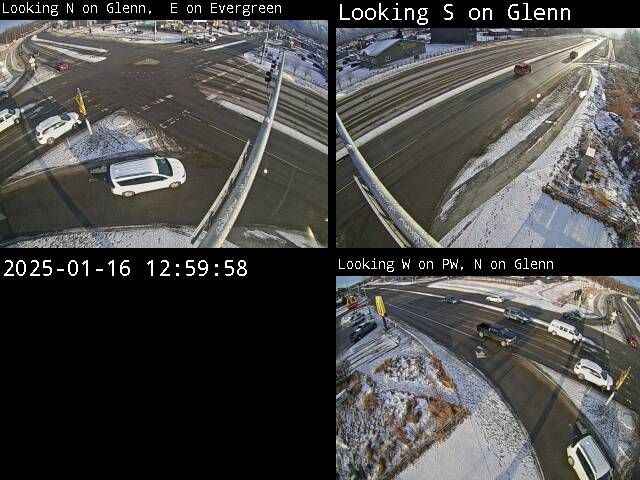 Looking N on Glenn,  E on Evergreen
Looking S on Glenn
2025-01-16 12:59:58
Looking W on PW, N on Glenn